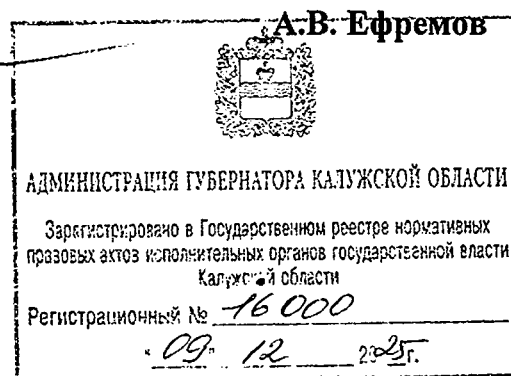 А.В. Ефремов
АДМИНИСТРАЦИЯ ГУБЕРНАТОРА КАЛУЖСКОЙ ОБЛАСТИ
Зарегистрировано в Государственном реестре нормативных
правовых актов исполнительных органов государственной власти
Калужской области
Регистрационный № 16000
"09" 12 2025г.